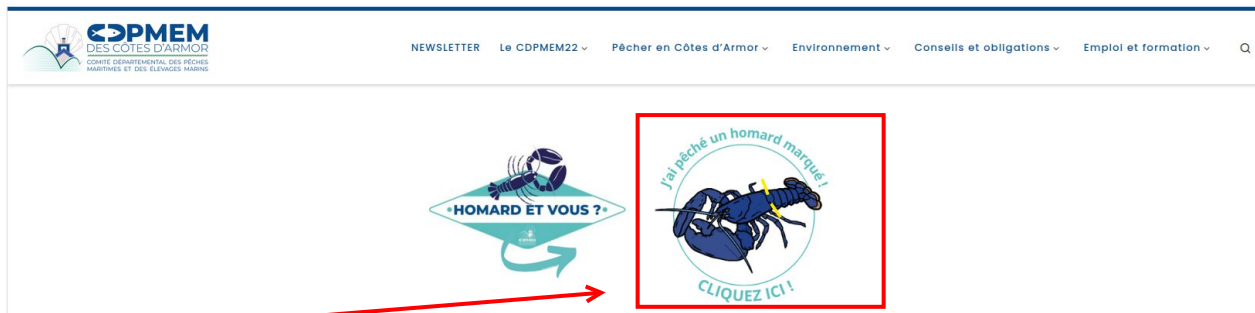 CDPMEM
DES CÔTES D'ARMOR
COMITÉ DÉPARTEMENTAL DES PÊCHES
MARITIMES ET DES ÉLEVAGES MARINS
NEWSLETTER Le CDPMEM22 Pêcher en Côtes d'Armor Environnement Conseils et obligations Emploi et formation
J'ai pêché un homard marqué !
•HOMARD ET VOUS ?•
CLIQUEZ ICI !